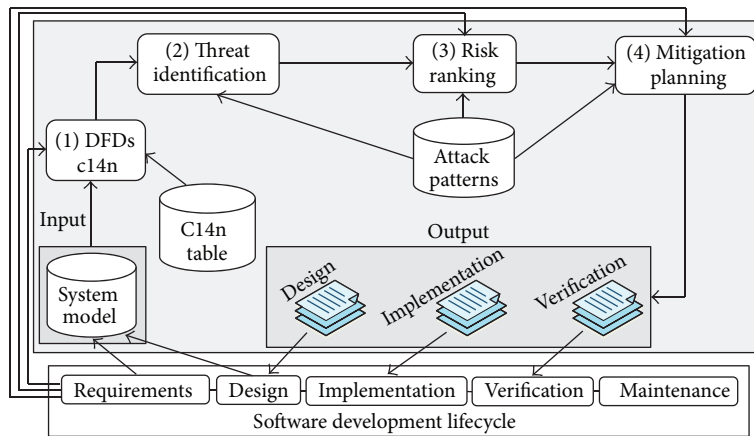 (2) Threat
identification
(3) Risk
ranking
(4) Mitigation
planning
(1) DFDs
c14n
Attack
patterns
Input
C14n
table
Output
System
model
Design
Implementation
Verification
Requirements
Design
Implementation
Verification
Maintenance
Software development lifecycle